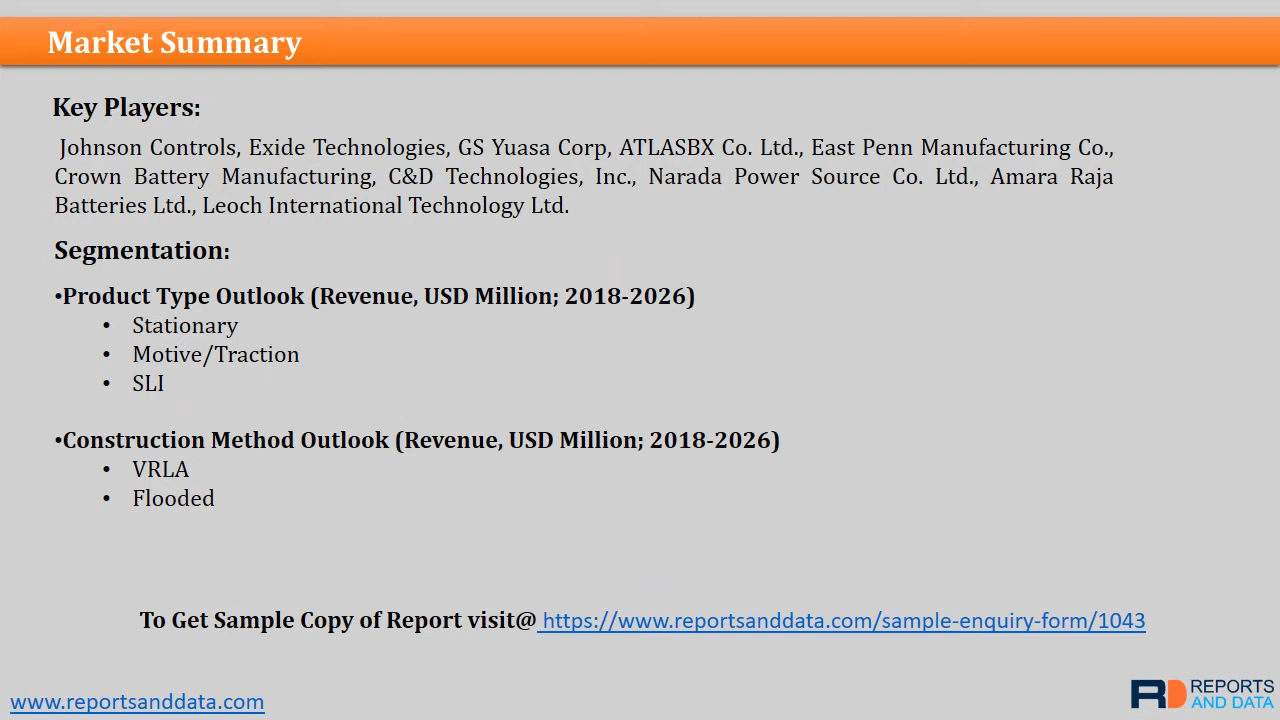 Market Summary
Key Players:
Johnson Controls, Exide Technologies, GS Yuasa Corp, ATLASBX Co. Ltd., East Penn Manufacturing Co.,
Crown Battery Manufacturing, C&D Technologies, Inc., Narada Power Source Co. Ltd., Amara Raja
Batteries Ltd., Leoch International Technology Ltd.
Segmentation:
•Product Type Outlook (Revenue, USD Million; 2018-2026)
• Stationary
• Motive/Traction
• SLI
•Construction Method Outlook (Revenue, USD Million; 2018-2026)
• VRLA
• Flooded
To Get Sample Copy of Report visit@ https://www.reportsanddata.com/sample-enquiry-form/1043
www.reportsanddata.com
RD REPORTS
AND DATA